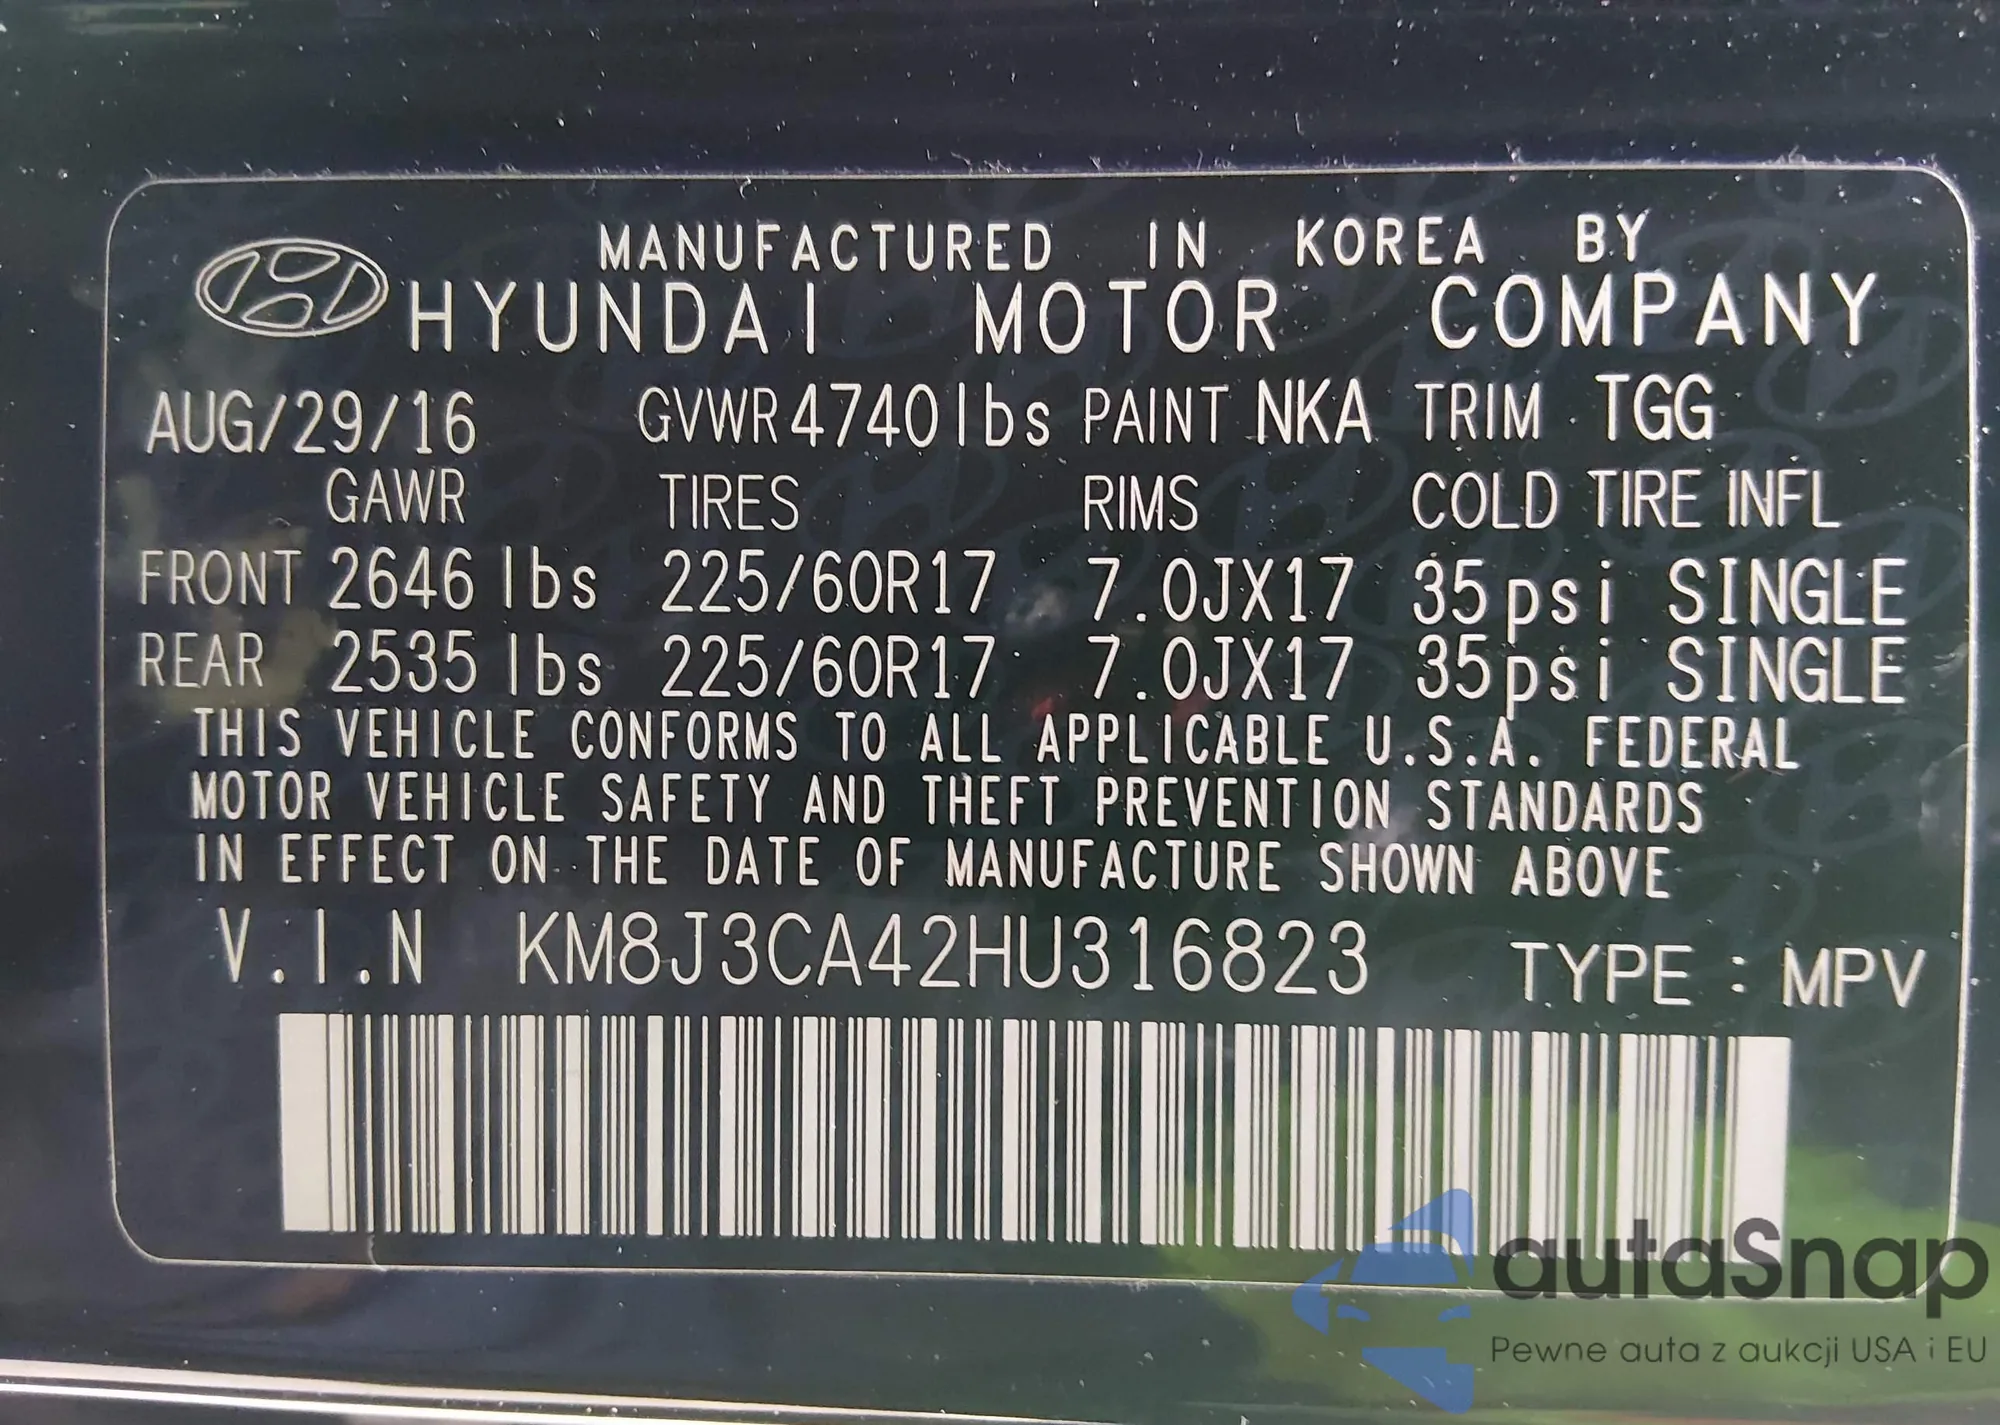 MANUFACTURED IN KOREA BY
HYUNDAI MOTOR COMPANY
AUG/29/16 GVWR 4740lbs PAINT NKA TRIM TGG
GAWR TIRES RIMS COLD TIRE INFL
FRONT 2646 lbs 225/60R17 7.0JX17 35psi SINGLE
REAR 2535 lbs 225/60R17 7.0JX17 35psi SINGLE
THIS VEHICLE CONFORMS TO ALL APPLICABLE U.S.A. FEDERAL
MOTOR VEHICLE SAFETY AND THEFT PREVENTION STANDARDS
IN EFFECT ON THE DATE OF MANUFACTURE SHOWN ABOVE
V.I.N KM8J3CA42HU316823 TYPE : MPV
autaSnap
Pewne auta z aukcji USA i EU